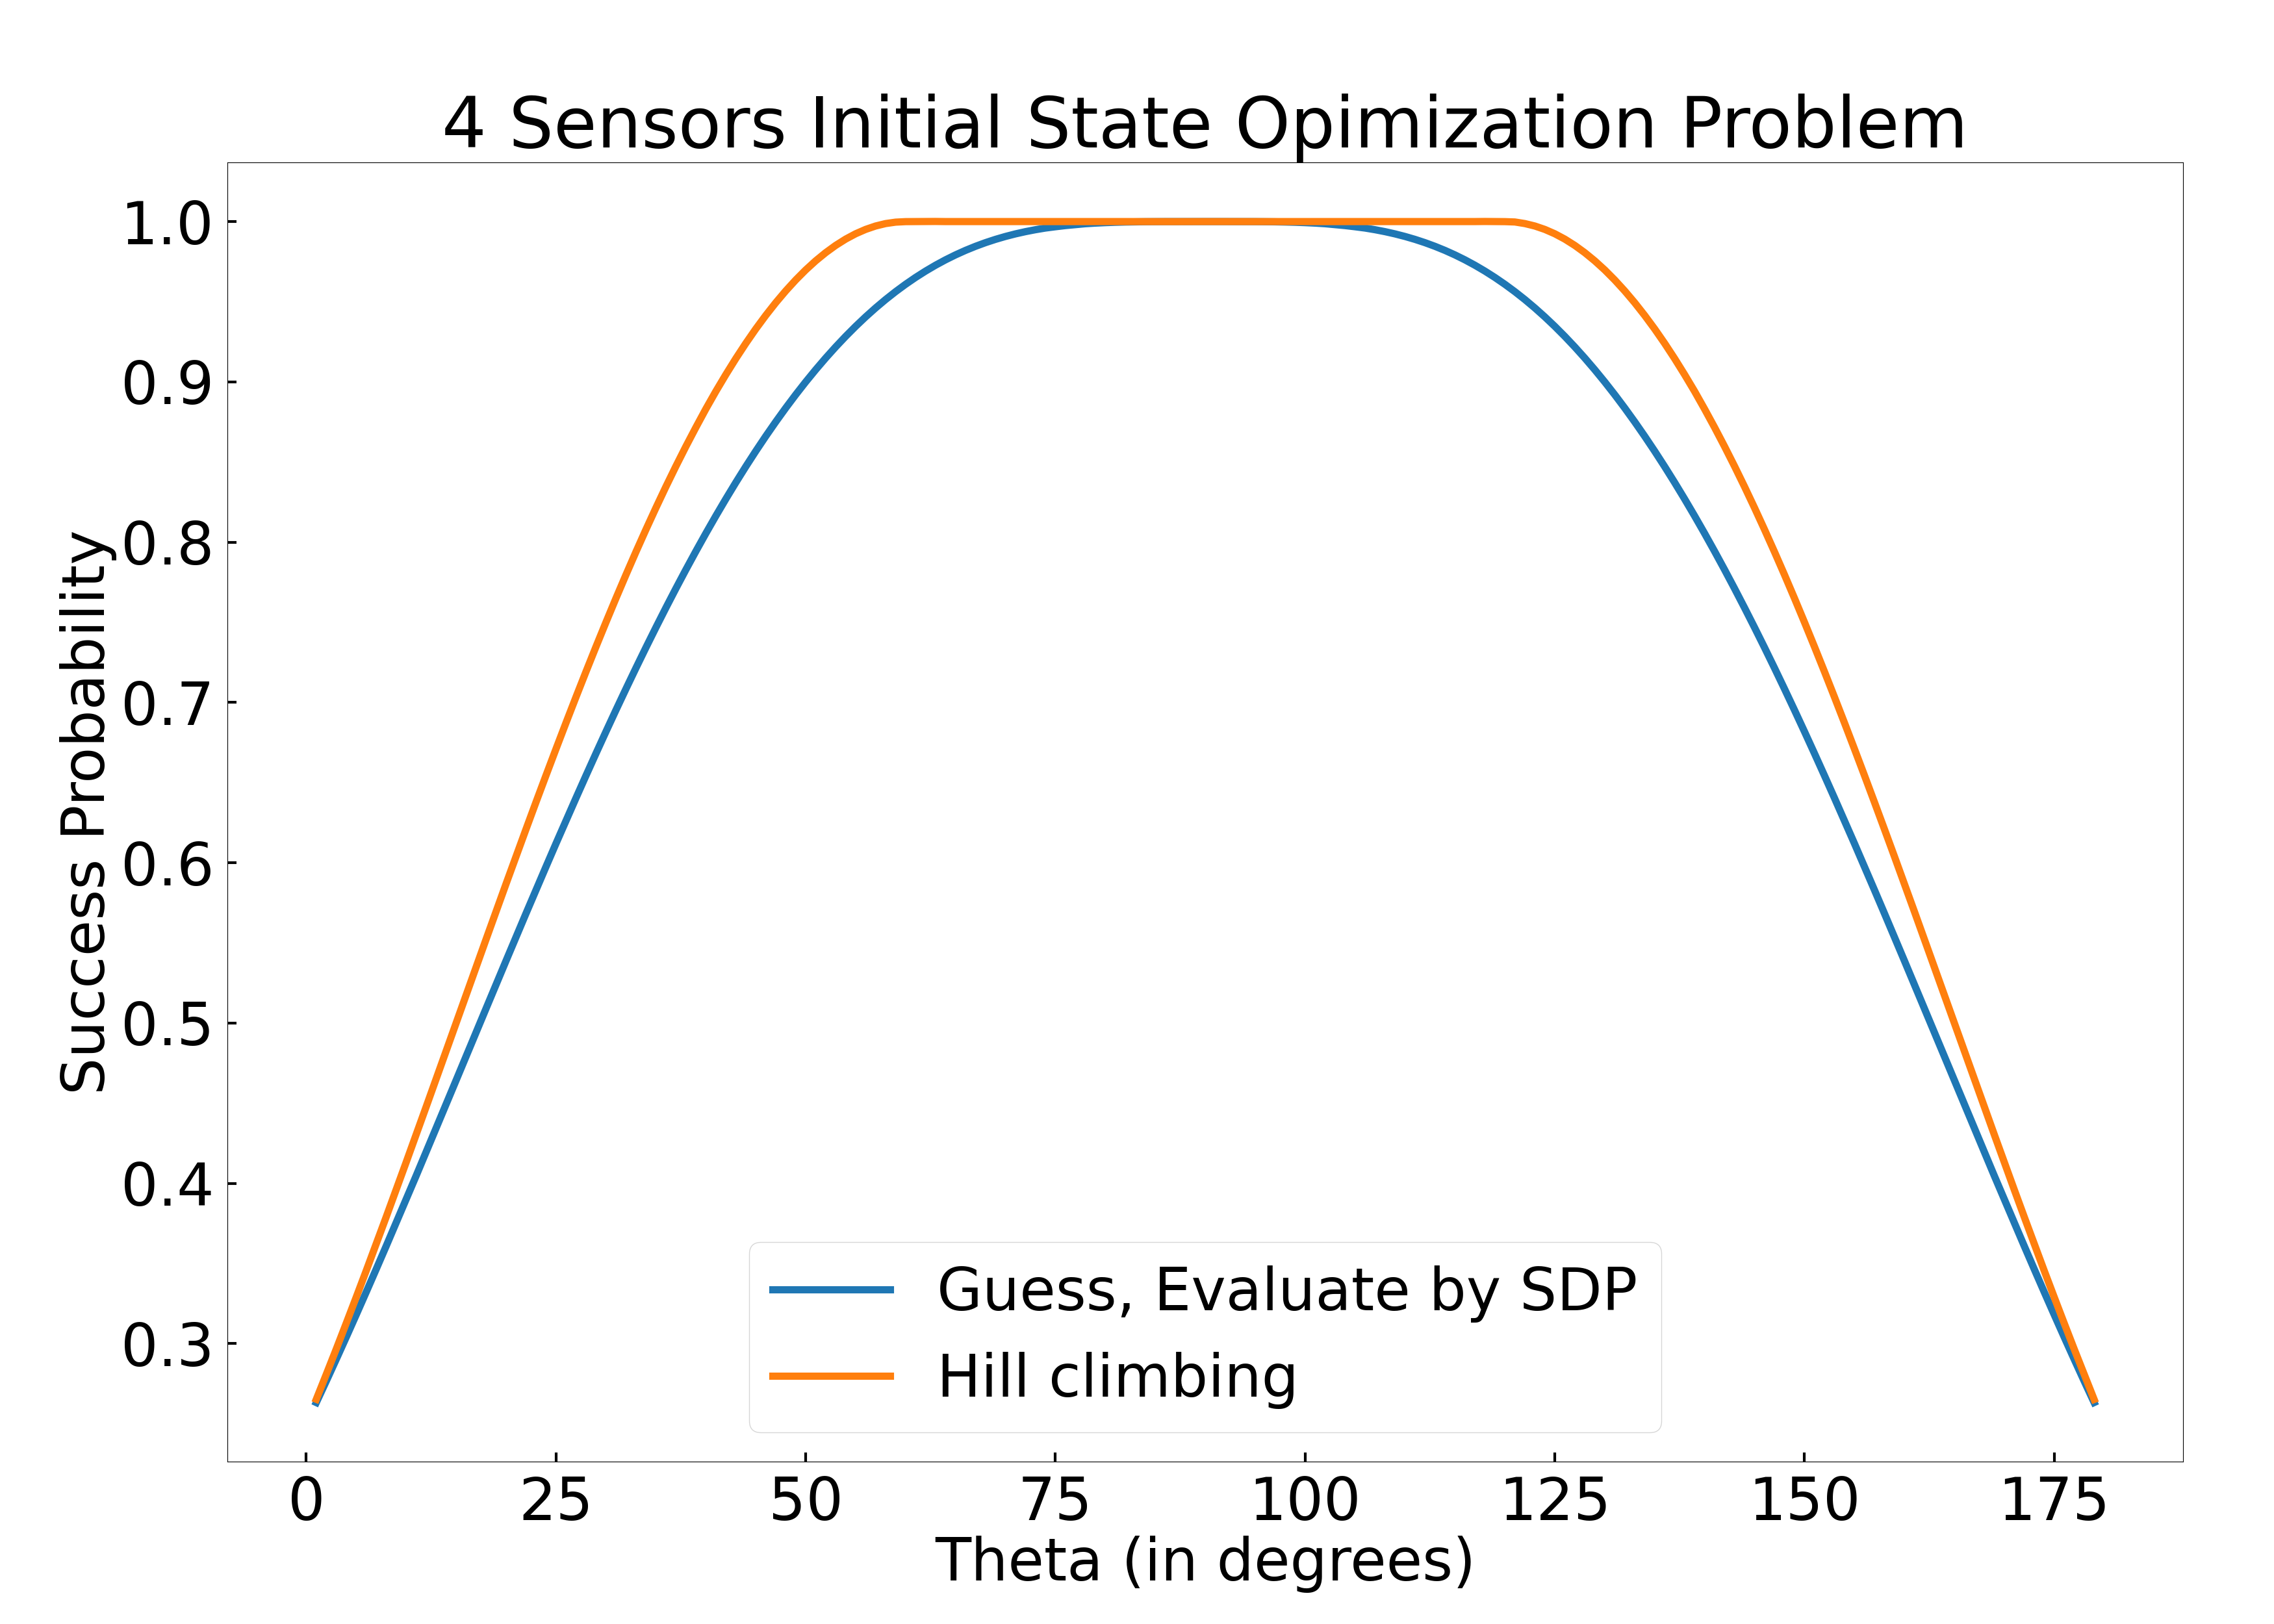 4 Sensors Initial State Opimization Problem
Success Probability
1.0
0.9
0.8
0.7
0.6
0.5
0.4
0.3
Guess, Evaluate by SDP
Hill climbing
0 25 50 75 100 125 150 175
Theta (in degrees)